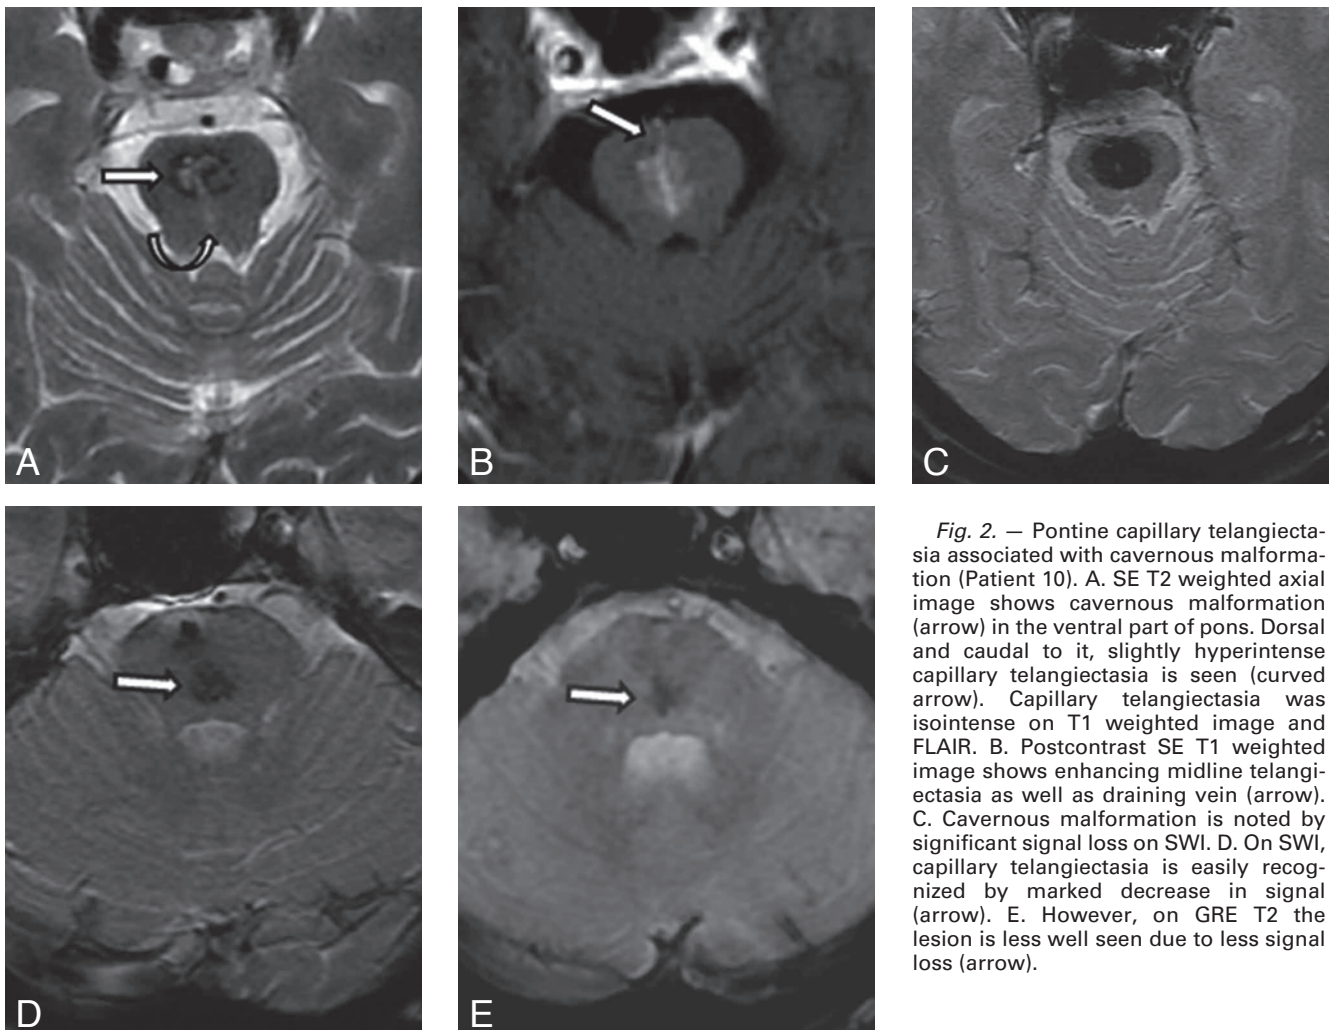 A
B
C
D
E
Fig. 2. — Pontine capillary telangiecta-
sia associated with cavernous malforma-
tion (Patient 10). A. SE T2 weighted axial
image shows cavernous malformation
(arrow) in the ventral part of pons. Dorsal
and caudal to it, slightly hyperintense
capillary telangiectasia is seen (curved
arrow). Capillary telangiectasia was
isointense on T1 weighted image and
FLAIR. B. Postcontrast SE T1 weighted
image shows enhancing midline telangi-
ectasia as well as draining vein (arrow).
C. Cavernous malformation is noted by
significant signal loss on SWI. D. On SWI,
capillary telangiectasia is easily recog-
nized by marked decrease in signal
(arrow). E. However, on GRE T2 the
lesion is less well seen due to less signal
loss (arrow).